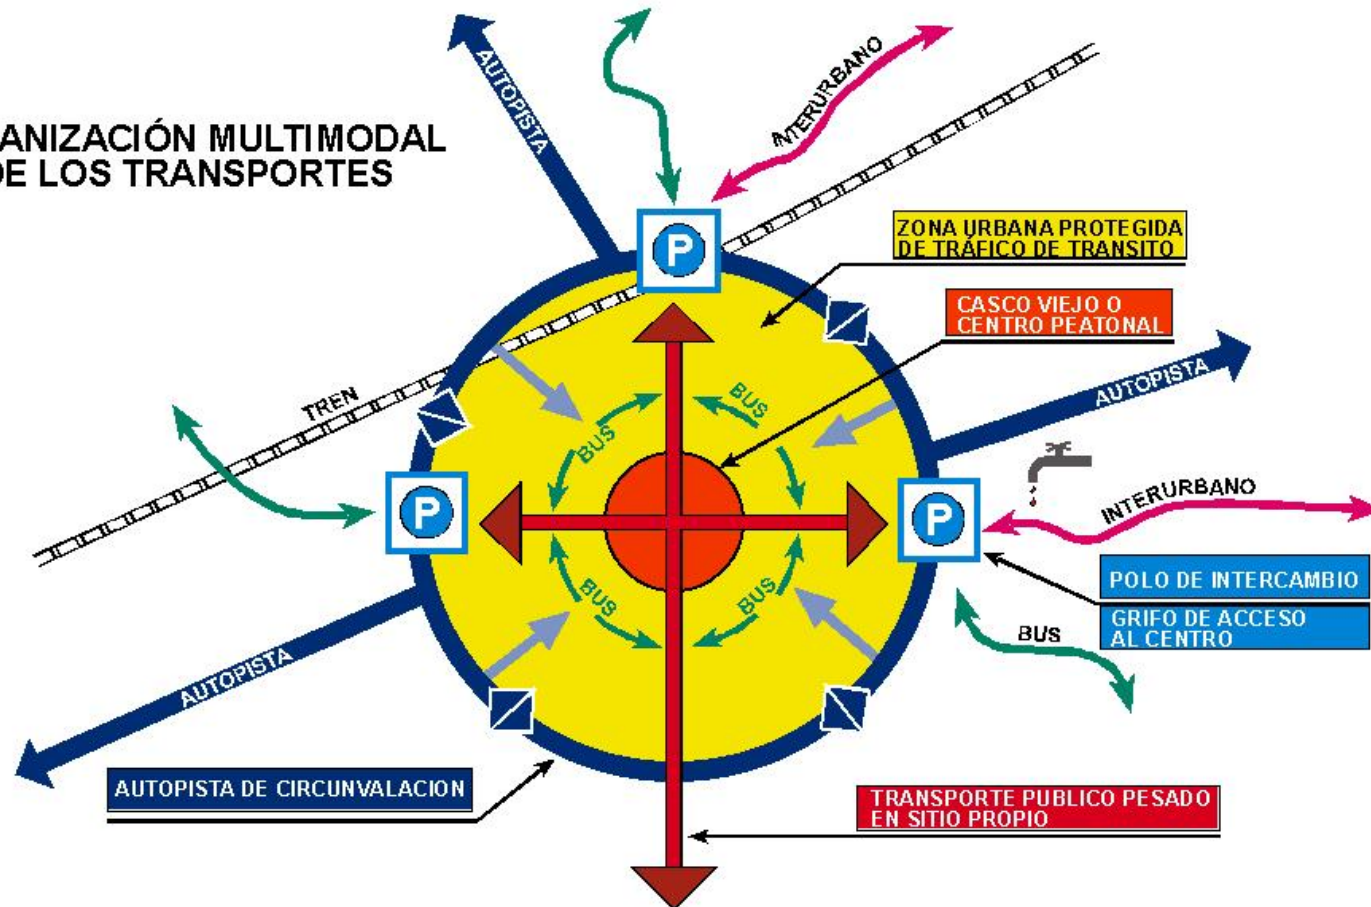 ANIZACIÓN MULTIMODAL
DE LOS TRANSPORTES
AUTOPISTA
INTERURBANO
P
ZONA URBANA PROTEGIDA
DE TRÁFICO DE TRANSITO
CASCO VIEJO O
CENTRO PEATONAL
TREN
AUTOPISTA
BUS
BUS
P
P
INTERURBANO
POLO DE INTERCAMBIO
GRIFO DE ACCESO
AL CENTRO
BUS
BUS
BUS
AUTOPISTA
AUTOPISTA DE CIRCUNVALACION
TRANSPORTE PUBLICO PESADO
EN SITIO PROPIO